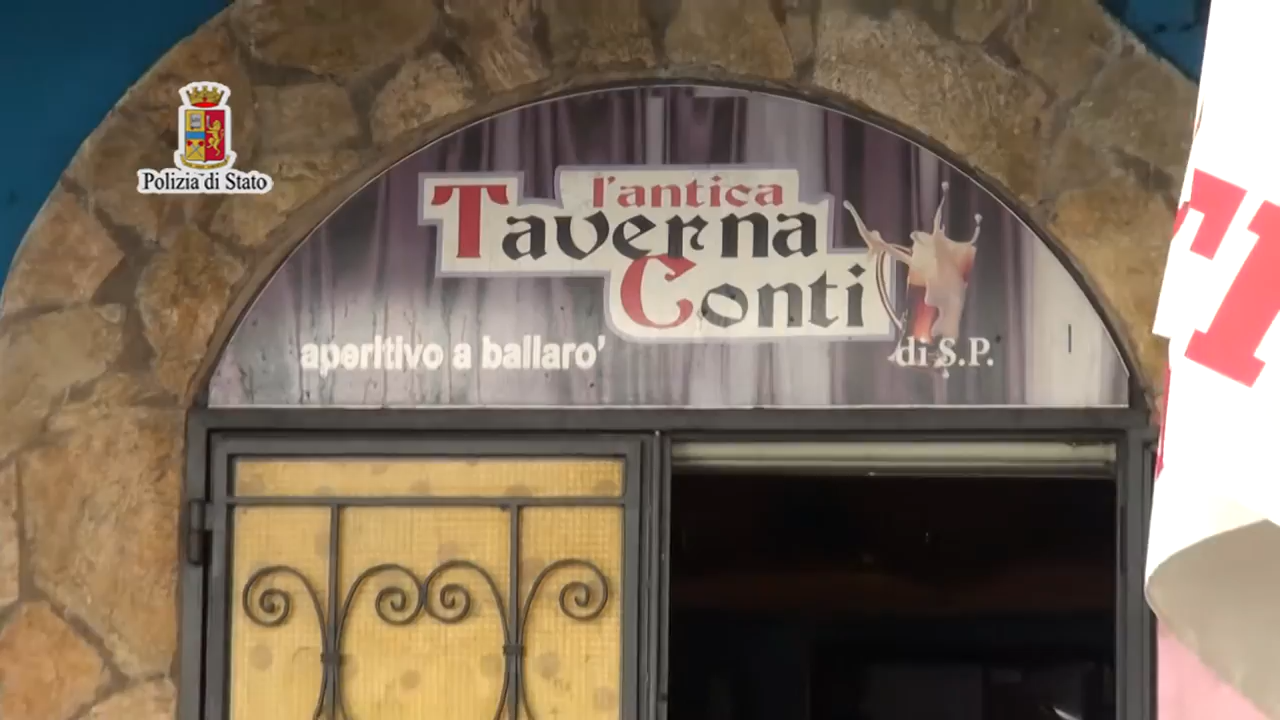 Polizia di Stato
l'antica
Taverna
Conti
aperitivo a ballaro'
di S.P.